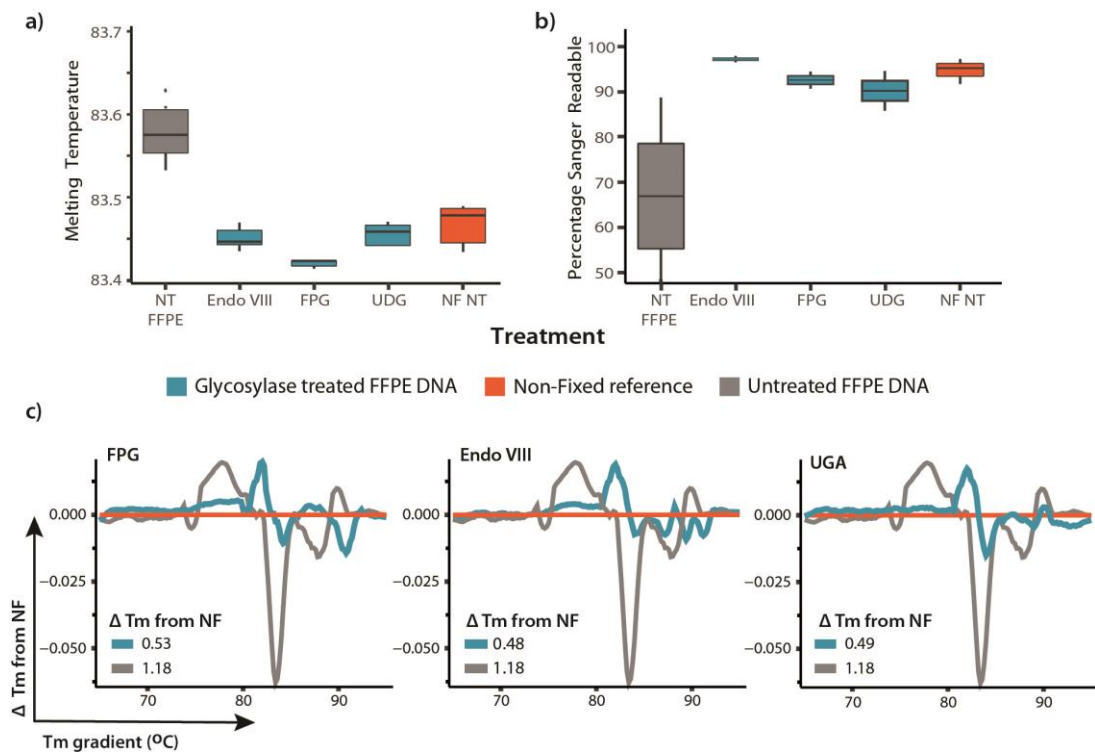 a)
83.7
83.6
83.5
83.4
Melting Temperature
NT FFPE
Endo VIII
FPG
UDG
NF NT
b)
100
90
80
70
60
50
Percentage Sanger Readable
NT FFPE
Endo VIII
FPG
UDG
NF NT
Treatment
Glycosylase treated FFPE DNA
Non-Fixed reference
Untreated FFPE DNA
c)
Δ Tm from NF
FPG
0.000
−0.025
−0.050
Δ Tm from NF
0.53
1.18
70 80 90
Endo VIII
0.000
−0.025
−0.050
Δ Tm from NF
0.48
1.18
70 80 90
UGA
0.000
−0.025
−0.050
Δ Tm from NF
0.49
1.18
70 80 90
Tm gradient (ºC)